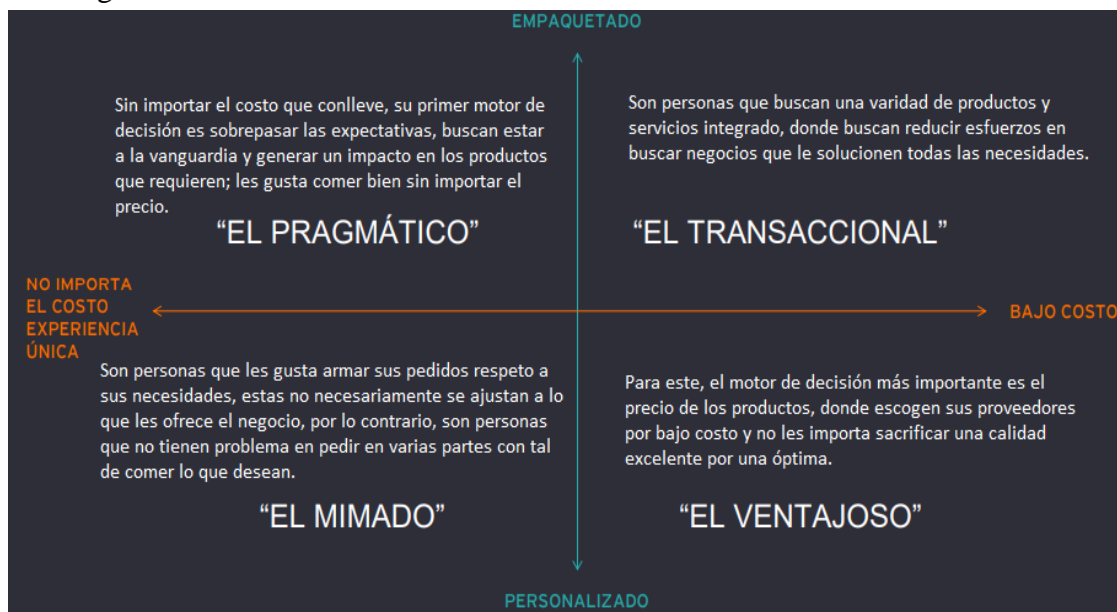 EMPAQUETADO
Sin importar el costo que conlleve, su primer motor de
decisión es sobrepasar las expectativas, buscan estar
a la vanguardia y generar un impacto en los productos
que requieren; les gusta comer bien sin importar el
precio.
“EL PRAGMÁTICO”
Son personas que buscan una varidad de productos y
servicios integrado, donde buscan reducir esfuerzos en
buscar negocios que le solucionen todas las necesidades.
“EL TRANSACCIONAL”
NO IMPORTA
EL COSTO
EXPERIENCIA
ÚNICA
BAJO COSTO
Son personas que les gusta armar sus pedidos respeto a
sus necesidades, estas no necesariamente se ajustan a lo
que les ofrece el negocio, por lo contrario, son personas
que no tienen problema en pedir en varias partes con tal
de comer lo que desean.
“EL MIMADO”
Para este, el motor de decisión más importante es el
precio de los productos, donde escogen sus proveedores
por bajo costo y no les importa sacrificar una calidad
excelente por una óptima.
“EL VENTAJOSO”
PERSONALIZADO